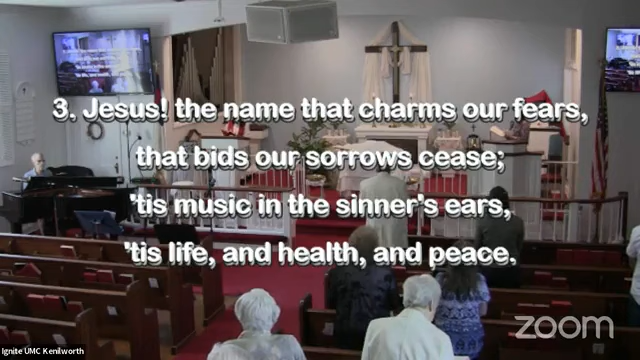 3. Jesus! the name that charms our fears,
that bids our sorrows cease;
'tis music in the sinner's ears,
'tis life, and health, and peace.
zoom
Ignite UMC Kenilworth